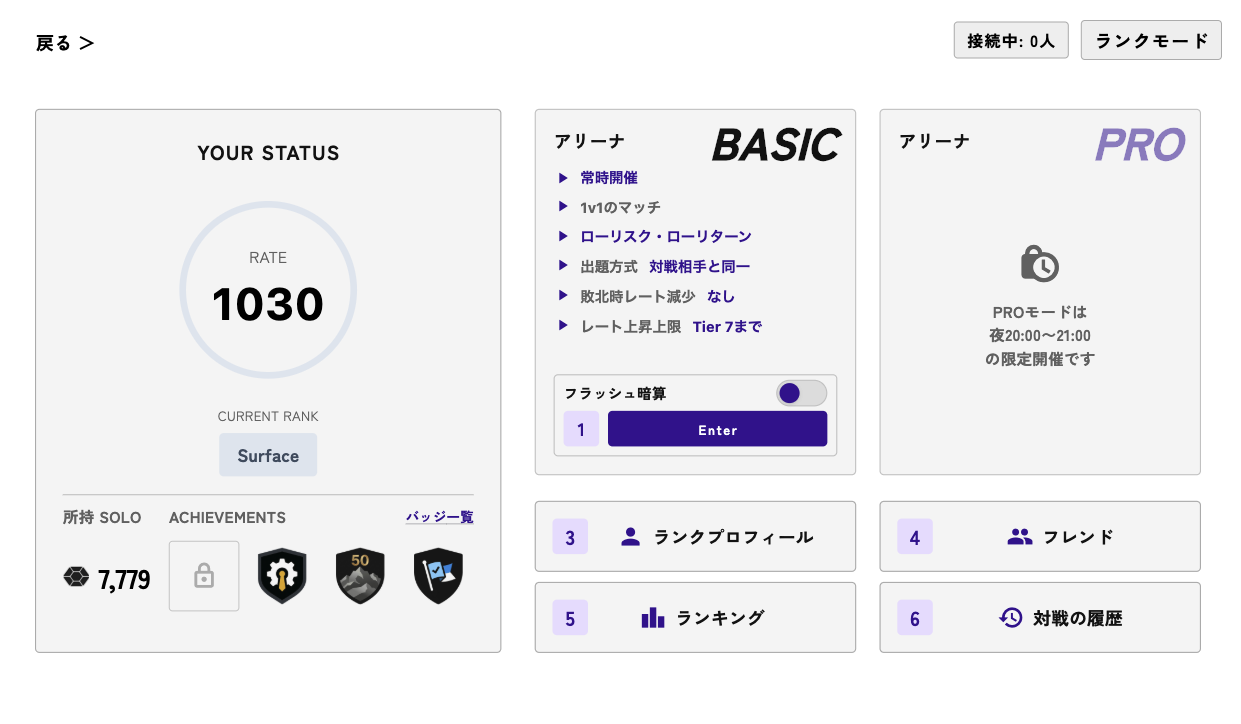 戻る >
接続中: 0人
ランクモード
YOUR STATUS
RATE
1030
CURRENT RANK
Surface
所持 SOLO
ACHIEVEMENTS
バッジ一覧
7,779
50
アリーナ
BASIC
常時開催
1v1のマッチ
ローリスク・ローリターン
出題方式 対戦相手と同一
敗北時レート減少 なし
レート上昇上限 Tier 7まで
フラッシュ暗算
1 Enter
アリーナ
PRO
PROモードは
夜20:00〜21:00
の限定開催です
3 ランクプロフィール
4 フレンド
5 ランキング
6 対戦の履歴